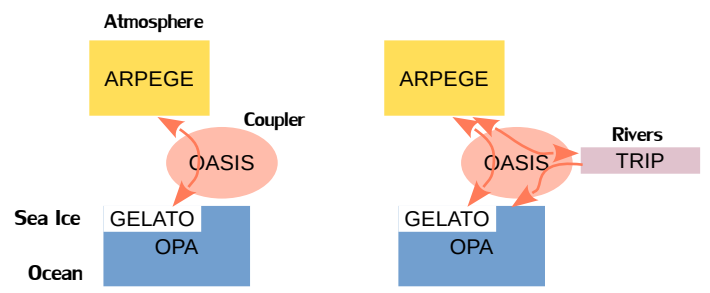 Atmosphere
ARPEGE
Coupler
OASIS
Sea Ice
GELATO
OPA
Ocean
ARPEGE
OASIS
Rivers
TRIP
GELATO
OPA